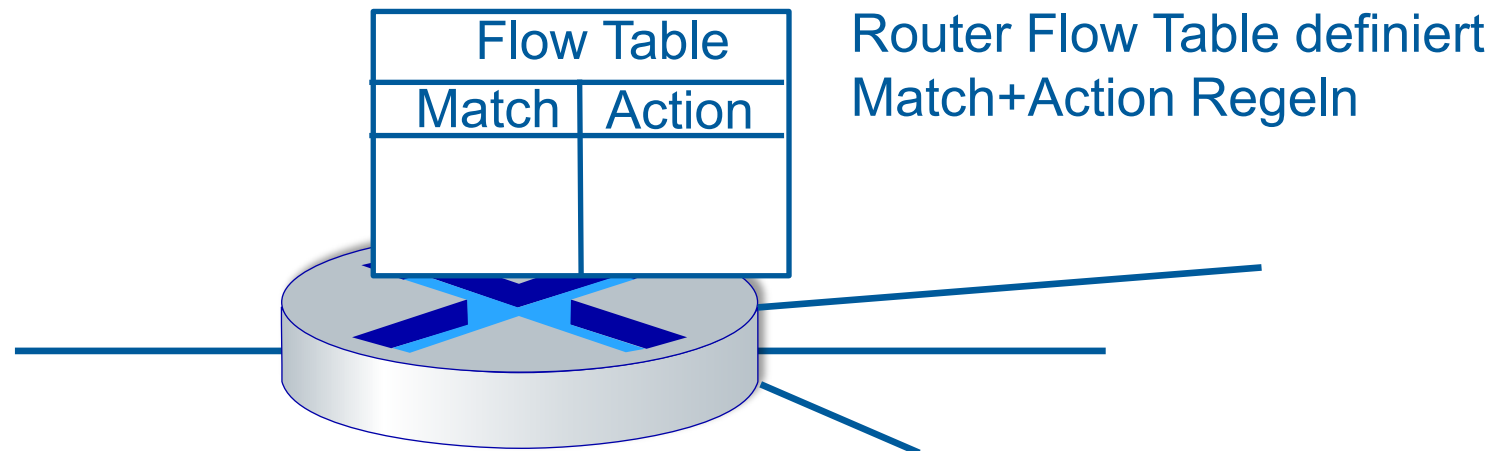 Flow Table
Match Action
Router Flow Table definiert
Match+Action Regeln